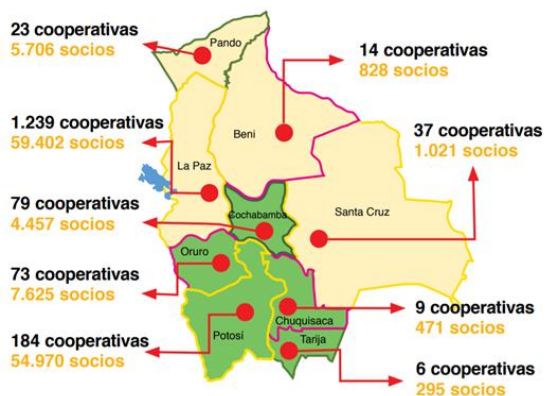 23 cooperativas
5.706 socios
Pando
14 cooperativas
828 socios
Beni
1.239 cooperativas
59.402 socios
La Paz
37 cooperativas
1.021 socios
79 cooperativas
4.457 socios
Cochabamba
Santa Cruz
73 cooperativas
7.625 socios
Oruro
184 cooperativas
54.970 socios
Potosí
Chuquisaca
9 cooperativas
471 socios
Tarija
6 cooperativas
295 socios